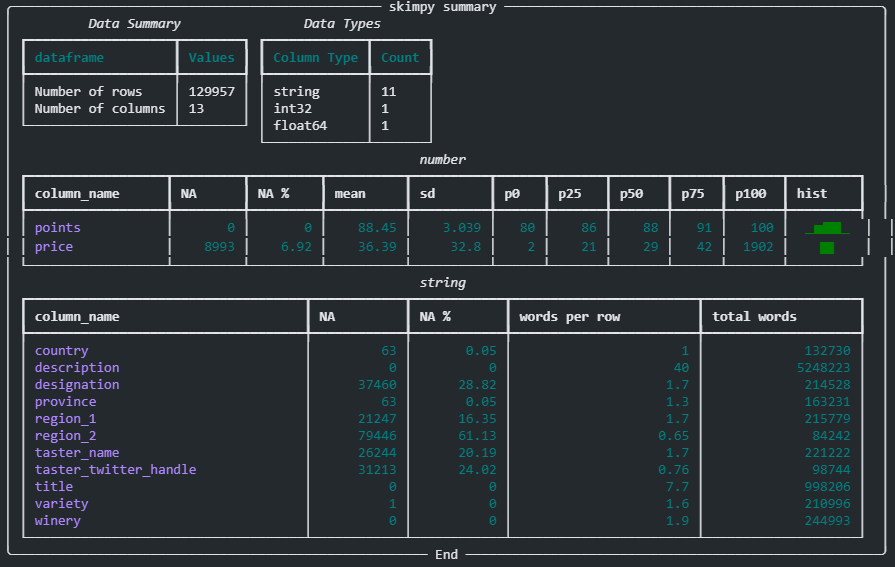 skimpy summary
Data Summary Data Types
dataframe Values Column Type Count
Number of rows 129957 string 11
Number of columns 13 int32 1
float64 1
number
column_name NA NA % mean sd p0 p25 p50 p75 p100 hist
points 0 0 88.45 3.039 80 86 88 91 100
price 8993 6.92 36.39 32.8 2 21 29 42 1902
string
column_name NA NA % words per row total words
country 63 0.05 1 132730
description 0 0 40 5248223
designation 37460 28.82 1.7 214528
province 63 0.05 1.3 163231
region_1 21247 16.35 1.7 215779
region_2 79446 61.13 0.65 84242
taster_name 26244 20.19 1.7 221222
taster_twitter_handle 31213 24.02 0.76 98744
title 0 0 7.7 998206
variety 1 0 1.6 210996
winery 0 0 1.9 244993
End